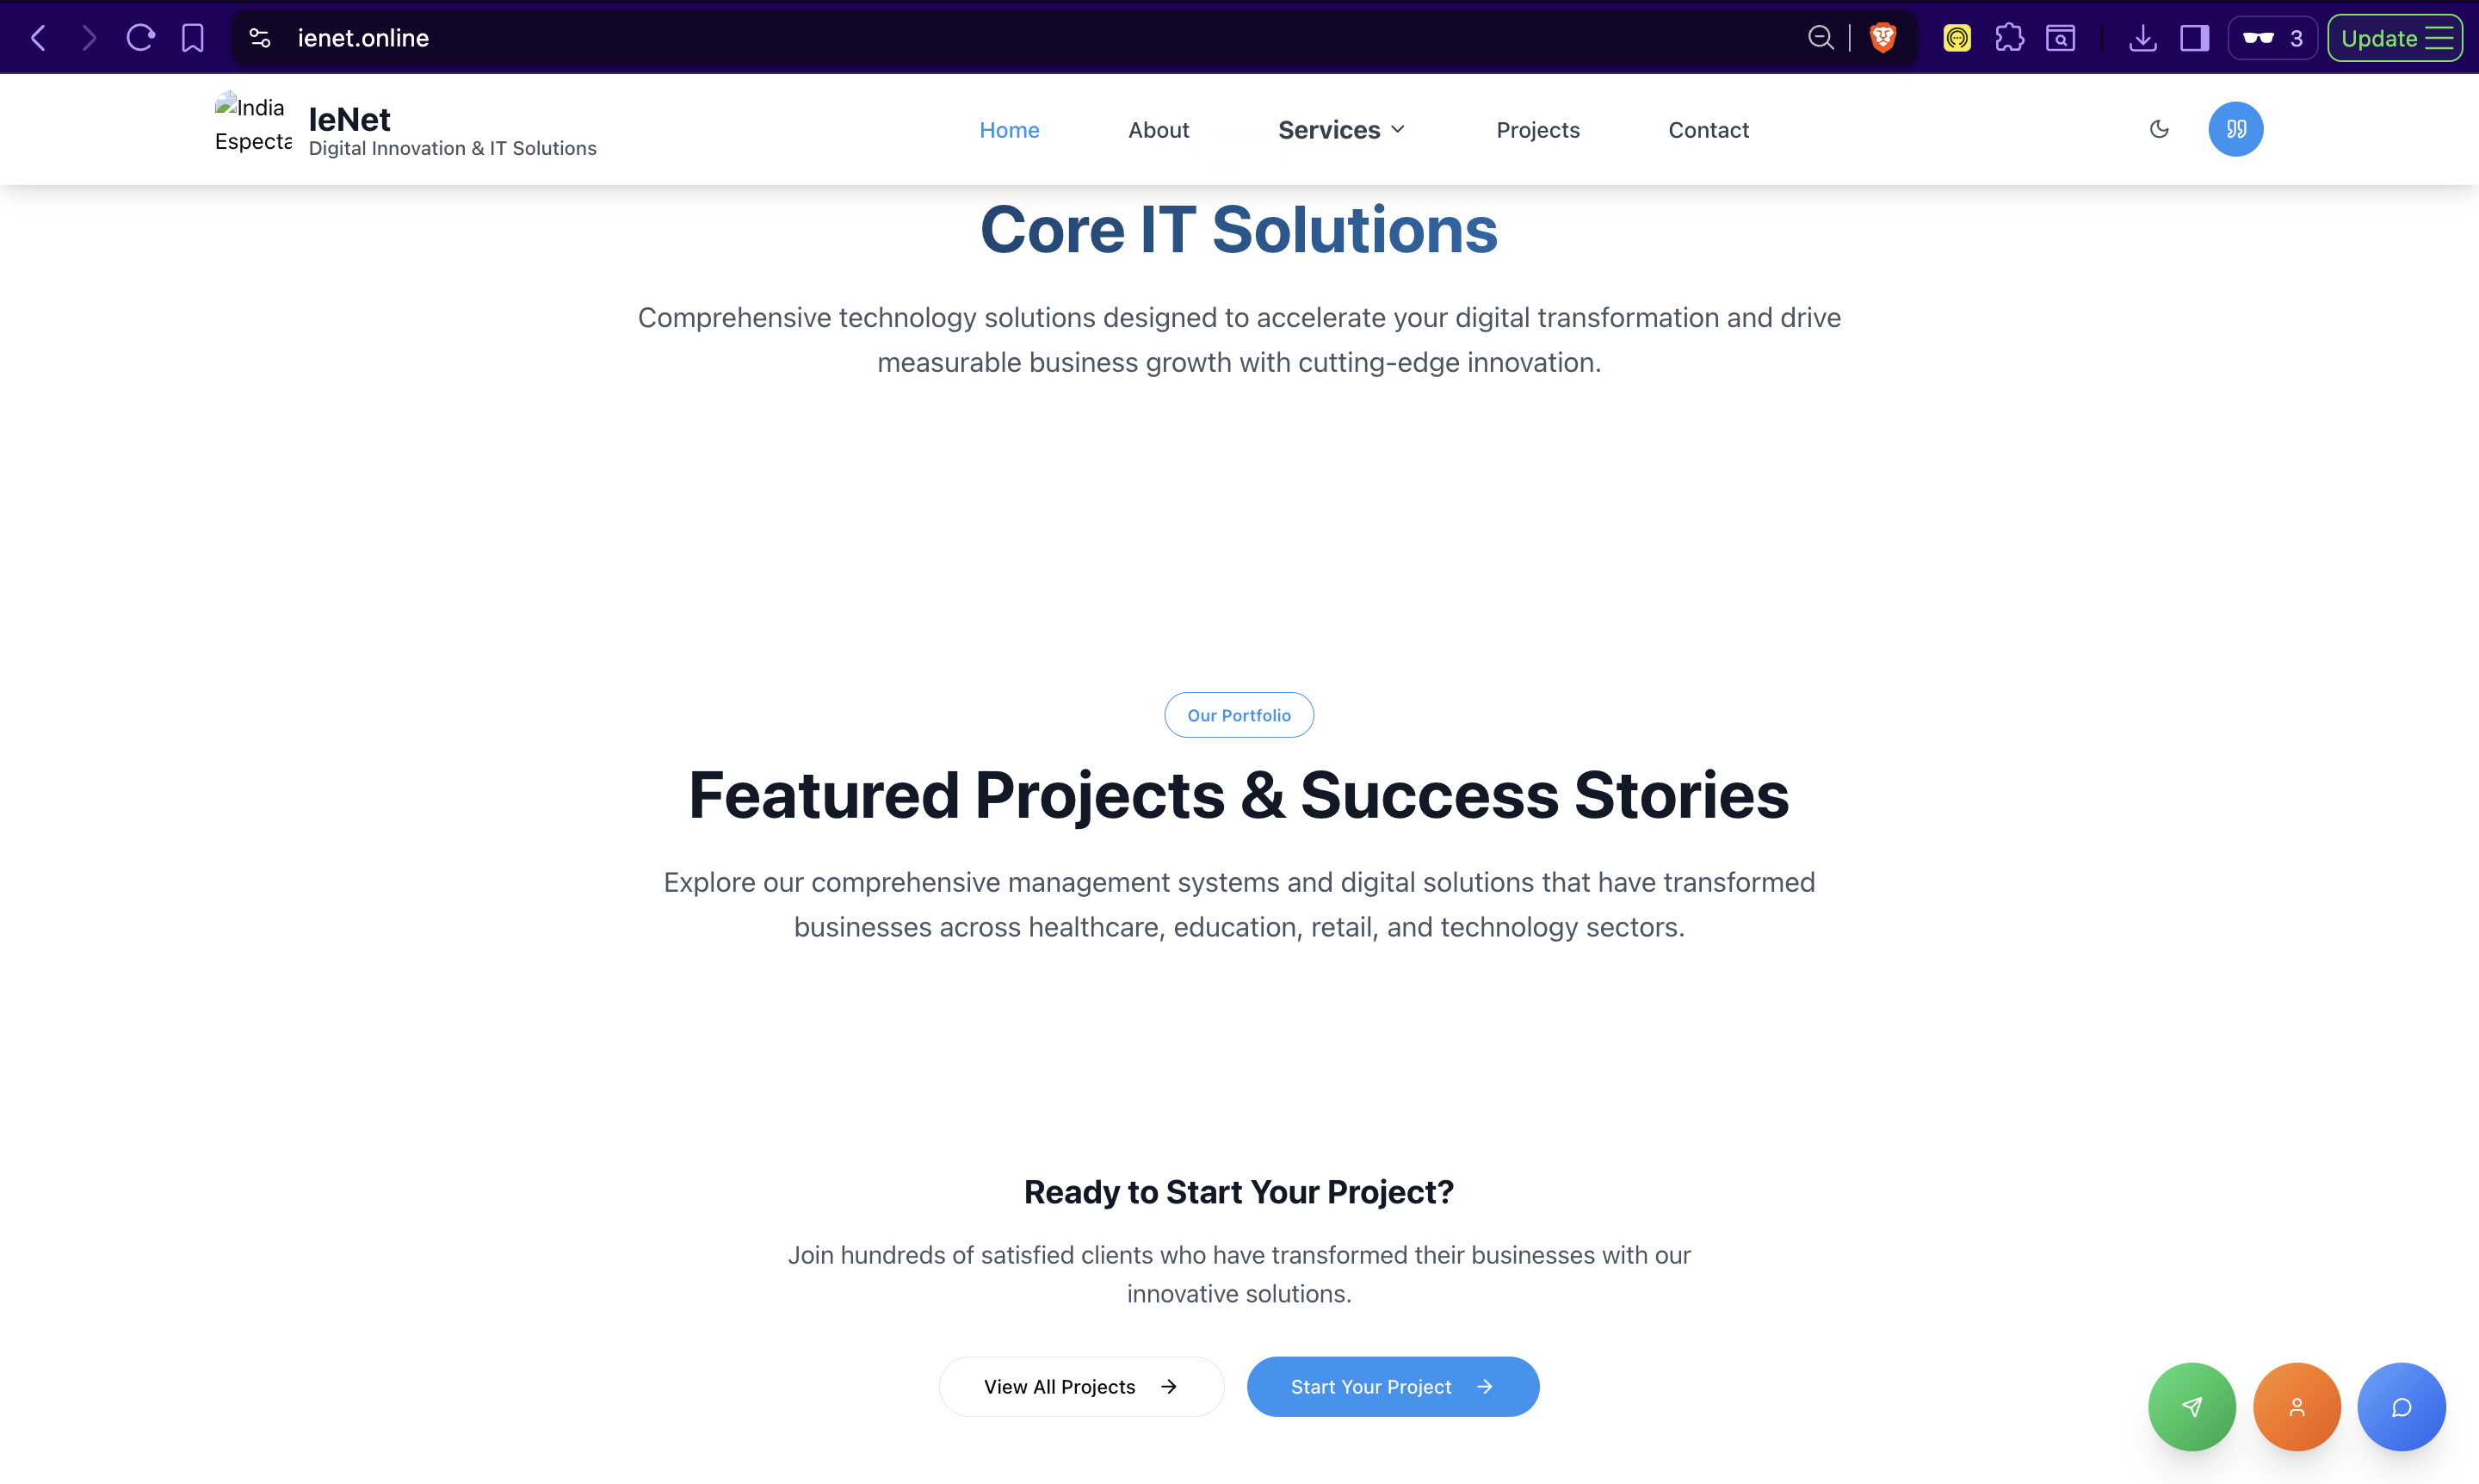 ienet.online
3
Update
India
Especta
IeNet
Digital Innovation & IT Solutions
Home
About
Services
Projects
Contact
Core IT Solutions
Comprehensive technology solutions designed to accelerate your digital transformation and drive
measurable business growth with cutting-edge innovation.
Our Portfolio
Featured Projects & Success Stories
Explore our comprehensive management systems and digital solutions that have transformed
businesses across healthcare, education, retail, and technology sectors.
Ready to Start Your Project?
Join hundreds of satisfied clients who have transformed their businesses with our
innovative solutions.
View All Projects
Start Your Project